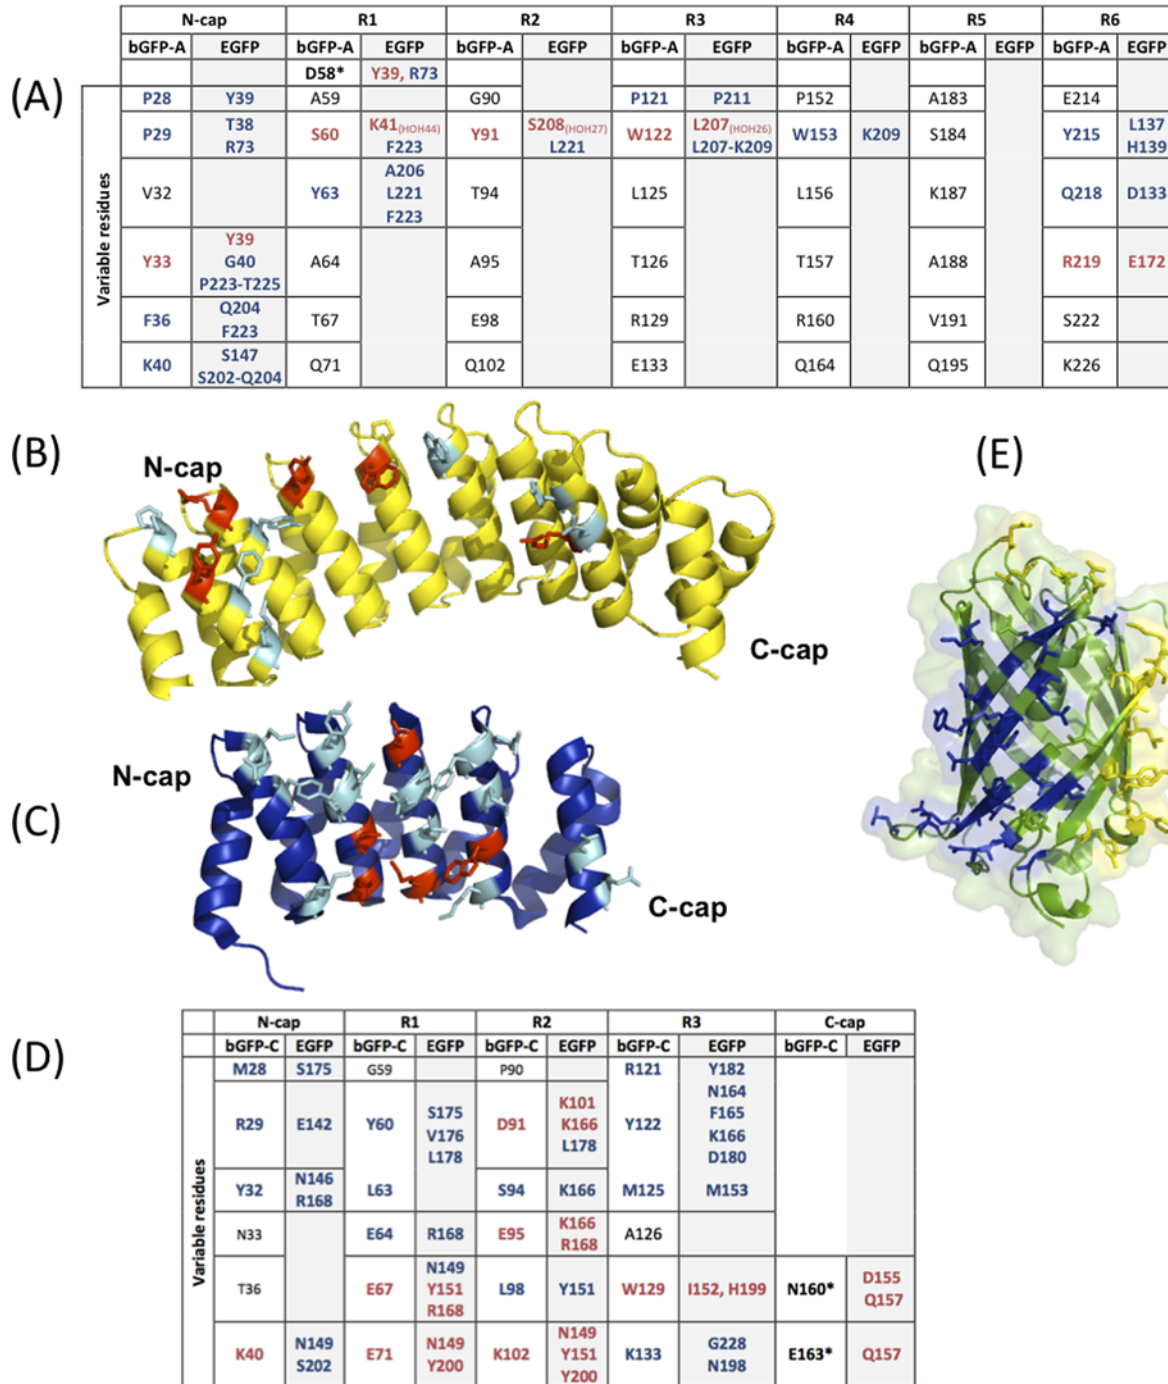 N-cap R1 R2 R3 R4 R5 R6
bGFP-A EGFP bGFP-A EGFP bGFP-A EGFP bGFP-A EGFP bGFP-A EGFP bGFP-A EGFP bGFP-A EGFP
(A)
D58* Y39, R73
Variable residues
P28 Y39 A59 G90 P121 P211 P152 A183 E214
P29 T38 S60 K41(HOH44) Y91 S208(HOH27) W122 L207(HOH26) W153 K209 S184 Y215 L137
R73 F223 L221 L207-K209 H139
V32 Y63 A206 T94 L125 L156 K187 Q218 D133
L221
F223
Y33 Y39 A64 A95 T126 T157 A188 R219 E172
G40
P223-T225
F36 Q204 T67 E98 R129 R160 V191 S222
F223
K40 S147 Q71 Q102 E133 Q164 Q195 K226
S202-Q204
(B)
N-cap
C-cap
(E)
(C)
N-cap
C-cap
(D)
N-cap R1 R2 R3 C-cap
bGFP-C EGFP bGFP-C EGFP bGFP-C EGFP bGFP-C EGFP bGFP-C EGFP
Variable residues
M28 S175 G59 P90 R121 Y182
R29 E142 Y60 S175 D91 K101 Y122 N164
V176 K166 F165
L178 L178 K166
D180
Y32 N146 L63 S94 K166 M125 M153
R168
N33 E64 R168 E95 K166 A126
R168
T36 E67 N149 L98 Y151 W129 I152, H199 N160* D155
Y151 Q157
R168
K40 N149 E71 N149 K102 N149 K133 G228 E163* Q157
S202 Y200 Y151 N198
Y200